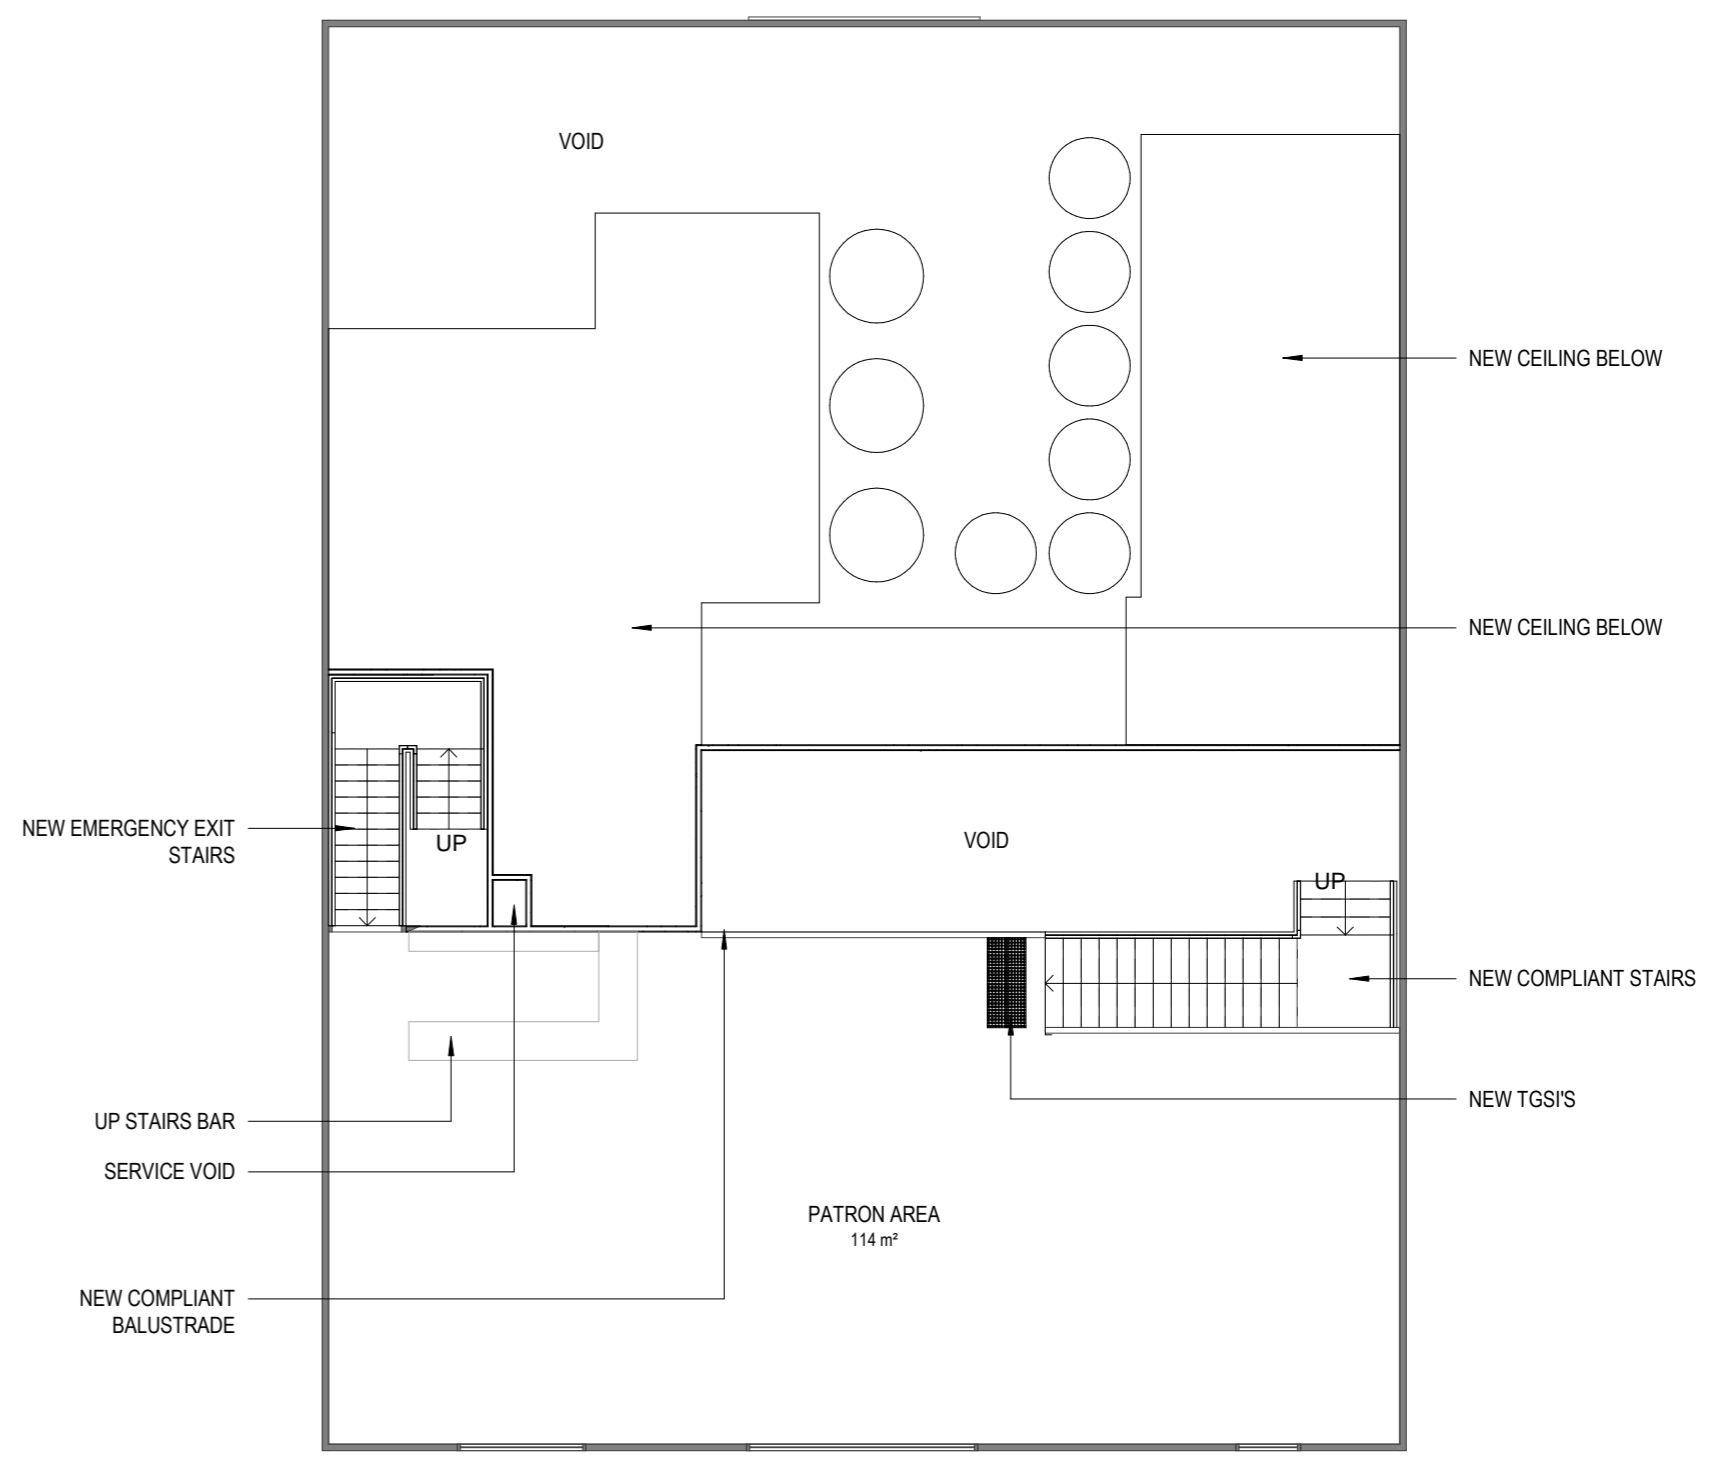 VOID
NEW CEILING BELOW
NEW CEILING BELOW
NEW EMERGENCY EXIT
STAIRS
UP
VOID
UP
NEW COMPLIANT STAIRS
NEW TGSI'S
UP STAIRS BAR
SERVICE VOID
PATRON AREA
114 m²
NEW COMPLIANT
BALUSTRADE